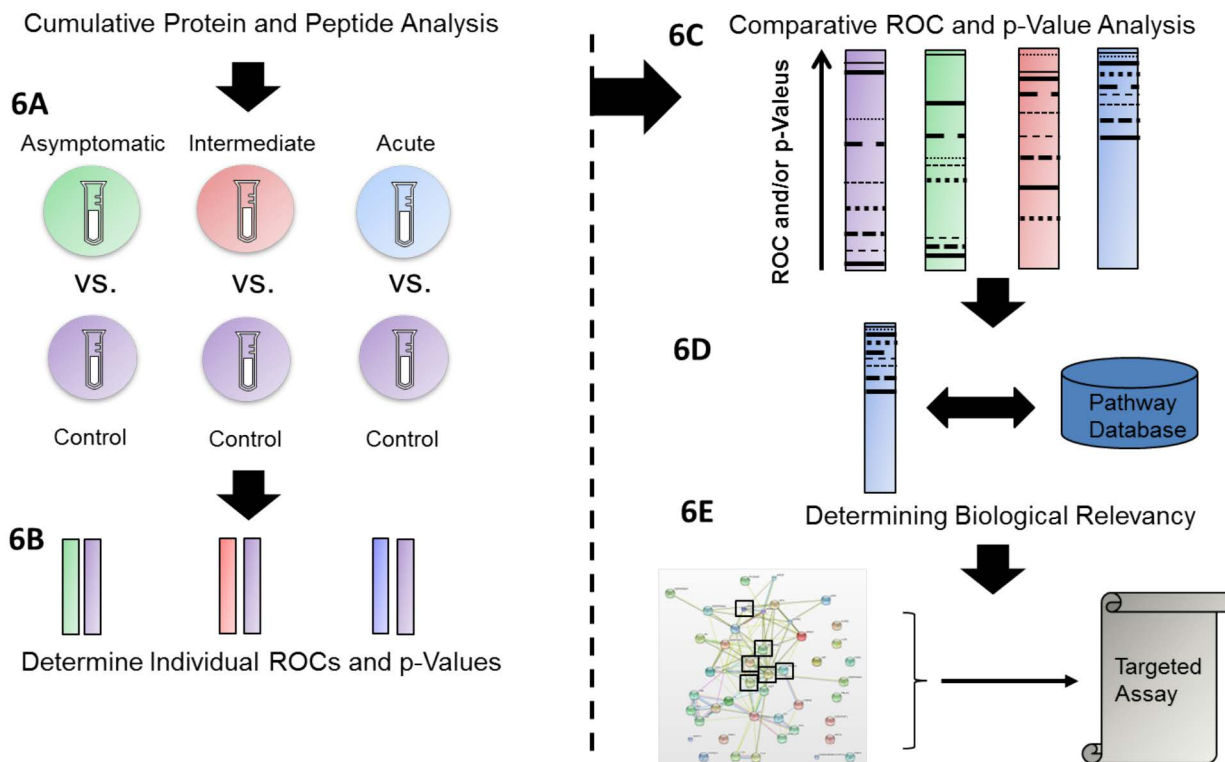 Cumulative Protein and Peptide Analysis
6A
Asymptomatic
Intermediate
Acute
vs.
vs.
vs.
Control
Control
Control
6B
Determine Individual ROCs and p-Values
6C
Comparative ROC and p-Value Analysis
ROC and/or p-Valeus
6D
Pathway
Database
6E
Determining Biological Relevancy
Targeted
Assay